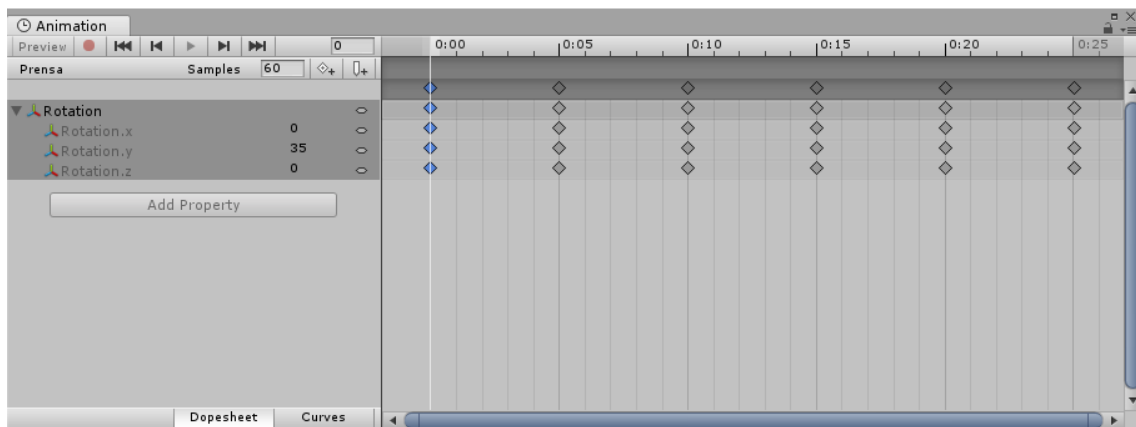 Animation
Preview 0 0:00 0:05 0:10 0:15 0:20 0:25
Prensa Samples 60
Rotation
Rotation.x 0
Rotation.y 35
Rotation.z 0
Add Property
Dopesheet Curves